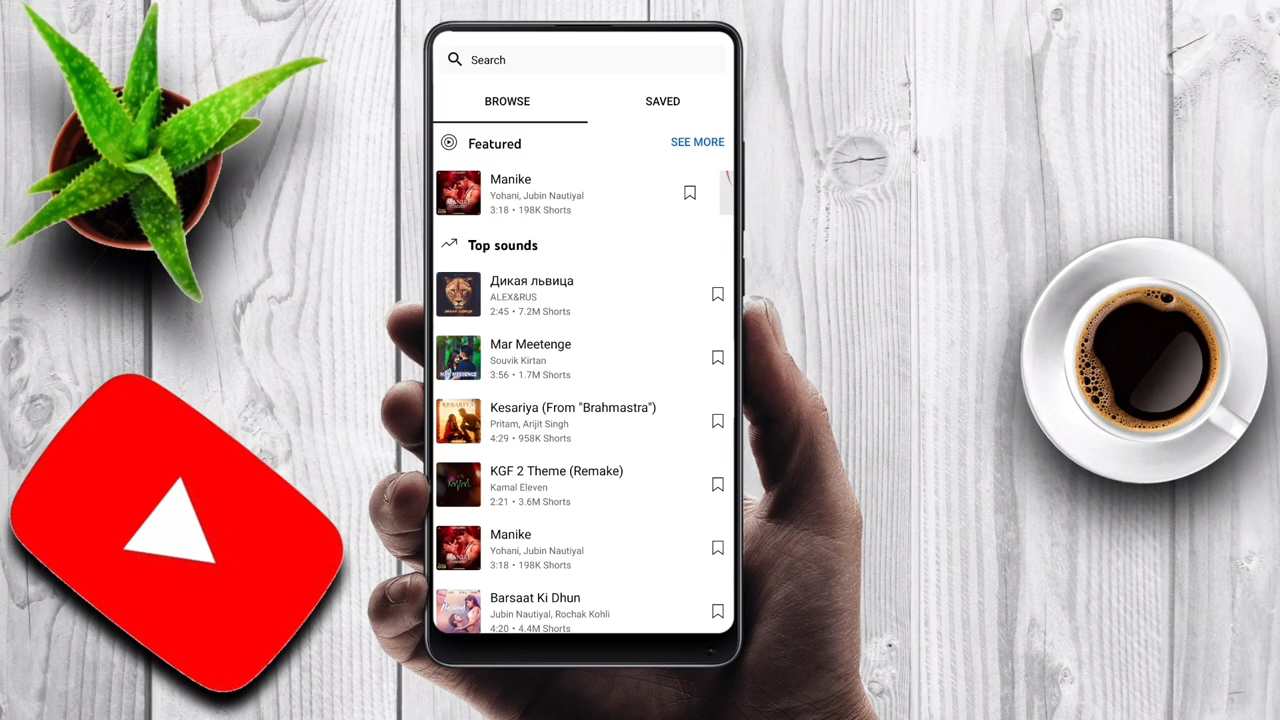 Search
BROWSE
SAVED
Featured
SEE MORE
Manike
Yohani, Jubin Nautiyal
3:18 • 198K Shorts
Top sounds
Дикая львица
ALEX&RUS
2:45 • 7.2M Shorts
Mar Meetenge
Souvik Kirtan
3:56 • 1.7M Shorts
KESARIYA
Kesariya (From "Brahmastra")
Pritam, Arijit Singh
4:29 • 958K Shorts
KGF 2 Theme (Remake)
Kamal Eleven
2:21 • 3.6M Shorts
Manike
Yohani, Jubin Nautiyal
3:18 • 198K Shorts
Barsaat Ki Dhun
Jubin Nautiyal, Rochak Kohli
4:20 • 4.4M Shorts